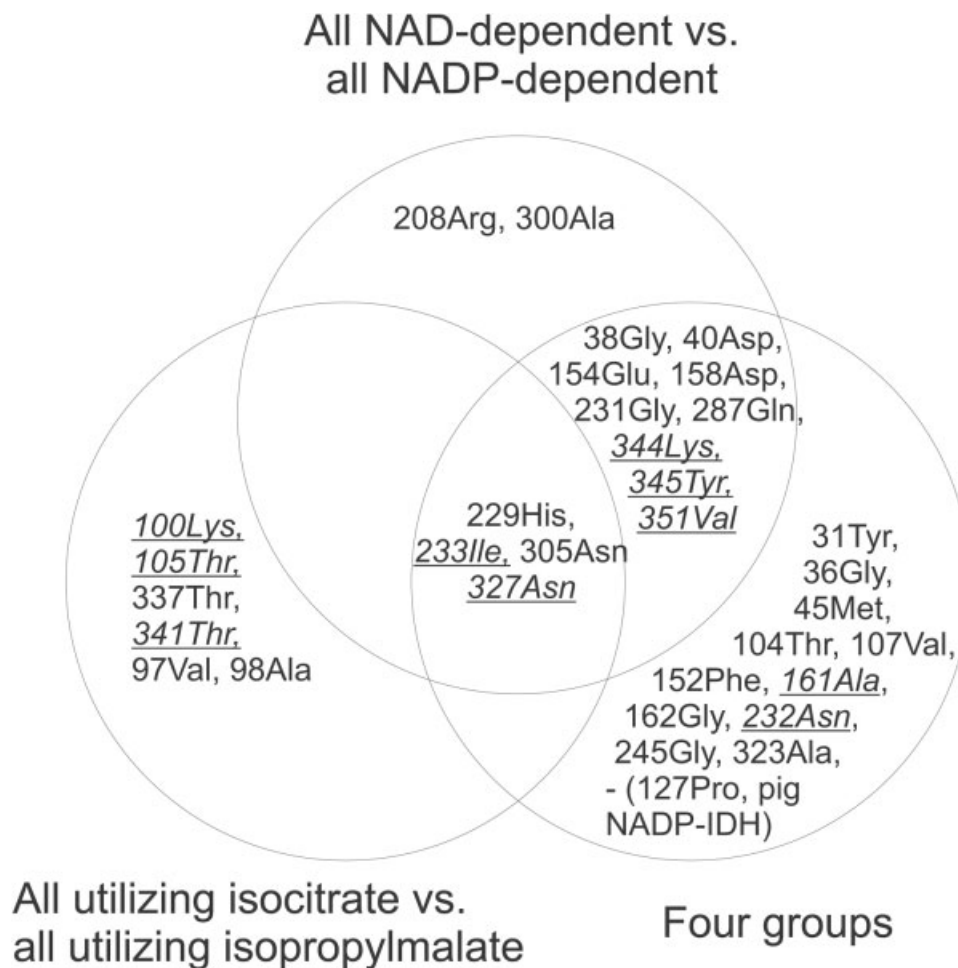 All NAD-dependent vs.
all NADP-dependent
208Arg, 300Ala
38Gly, 40Asp,
154Glu, 158Asp,
231Gly, 287Gln,
344Lys,
345Tyr,
351Val
229His,
233Ile, 305Asn
327Asn
100Lys,
105Thr,
337Thr,
341Thr,
97Val, 98Ala
31Tyr,
36Gly,
45Met,
104Thr, 107Val,
152Phe, 161Ala,
162Gly, 232Asn,
245Gly, 323Ala,
- (127Pro, pig
NADP-IDH)
All utilizing isocitrate vs.
all utilizing isopropylmalate
Four groups